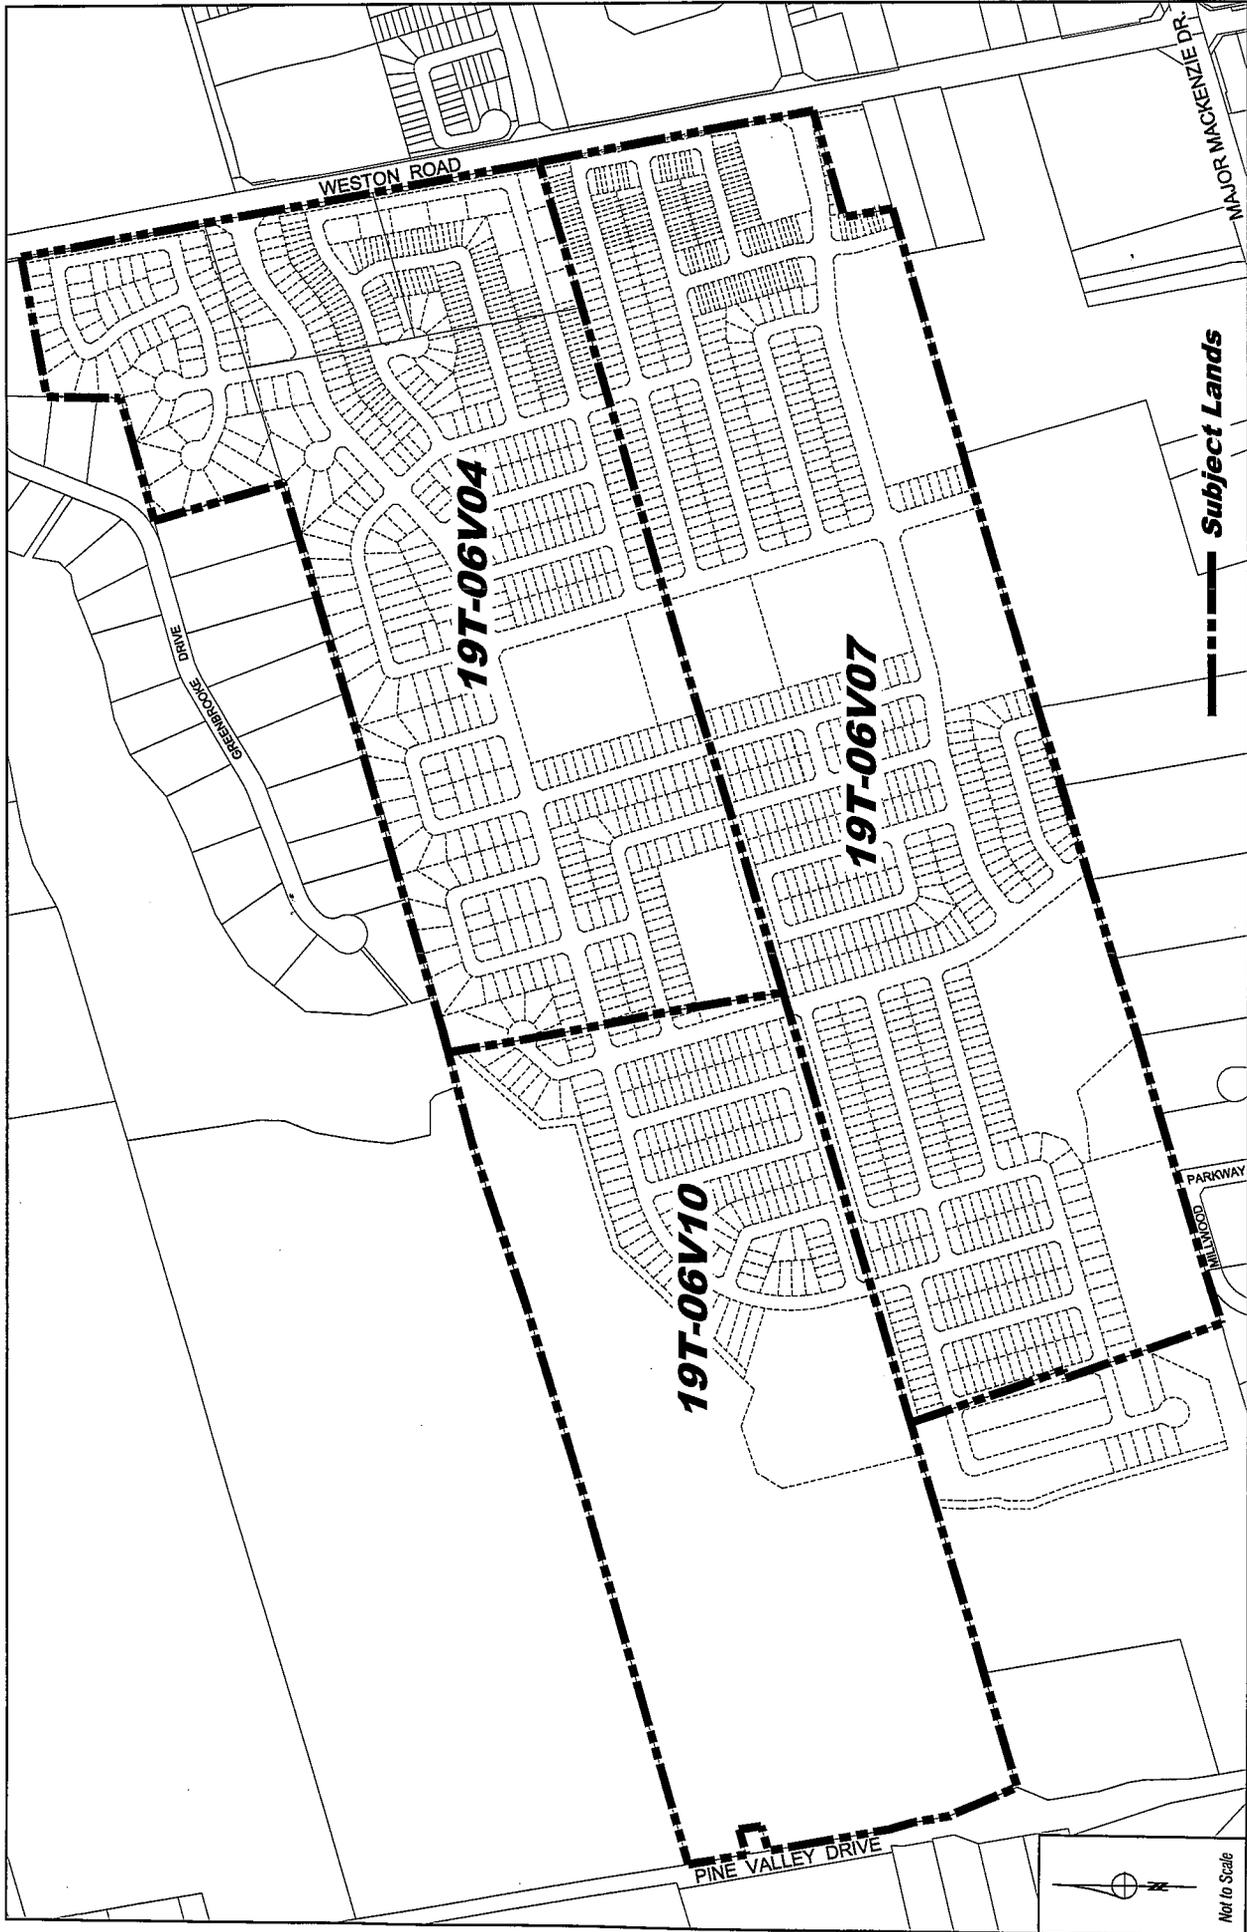 WESTON ROAD
MAJOR MACKENZIE DR.
GREENBROOKE DRIVE
19T-06V04
19T-06V07
19T-06V10
Subject Lands
MILLWOOD PARKWAY
PINE VALLEY DRIVE
N
Not to Scale